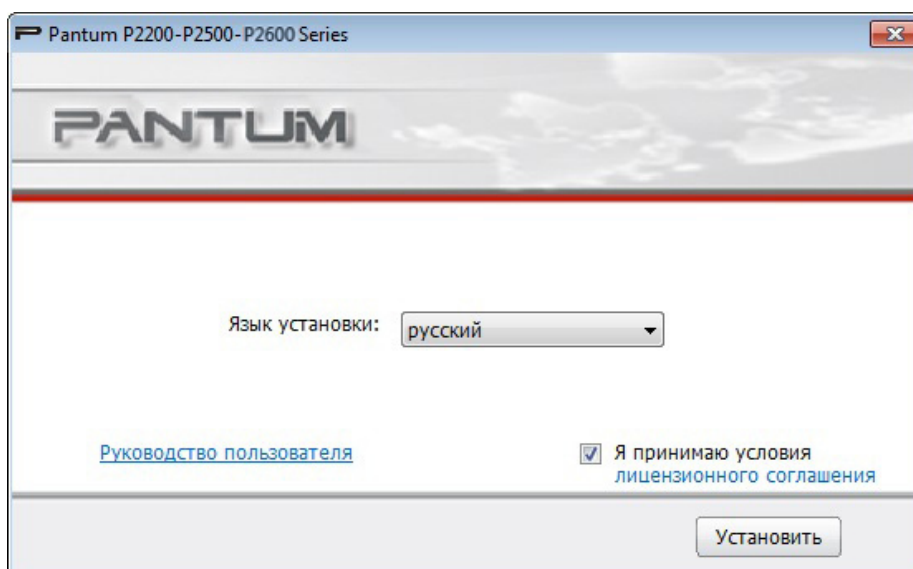 Pantum P2200-P2500-P2600 Series
PANTUM
Язык установки:
русский
Руководство пользователя
Я принимаю условия
лицензионного соглашения
Установить